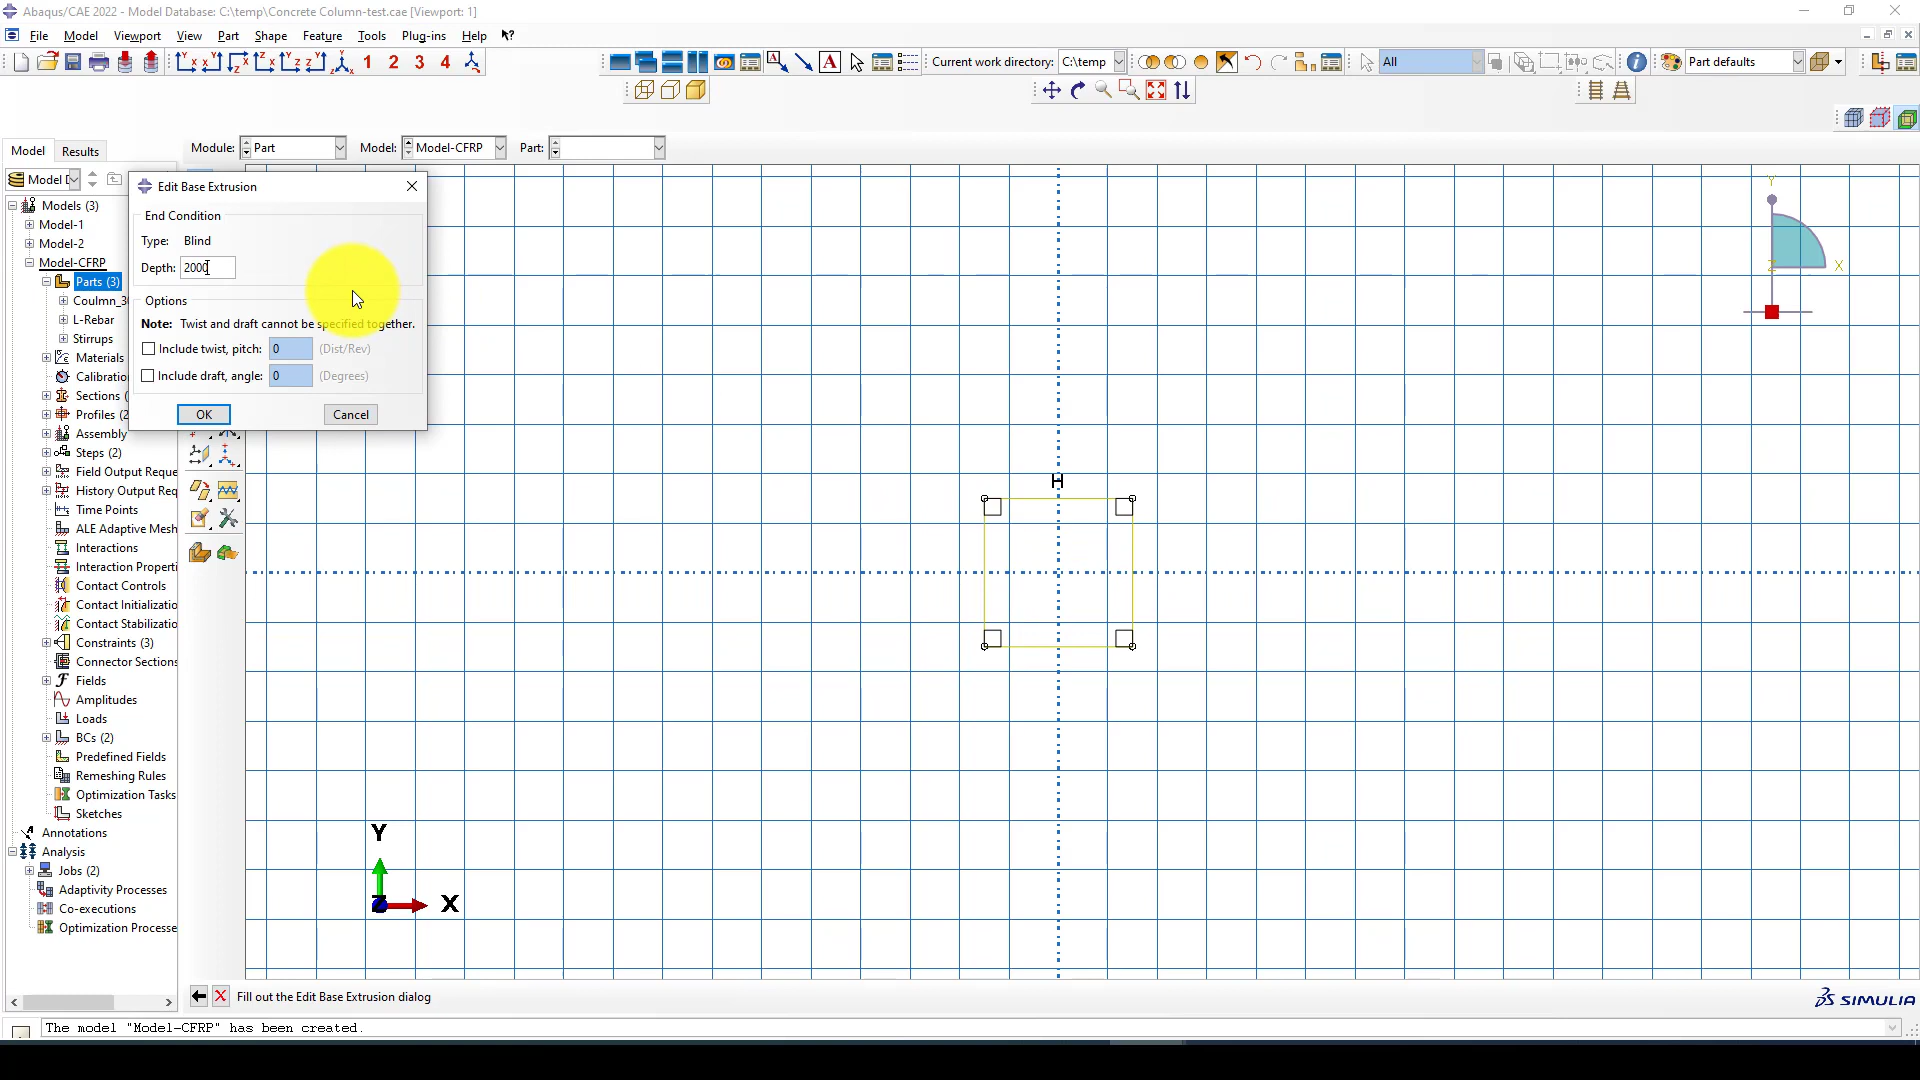 Abaqus/CAE 2022 - Model Database: C:\temp\Concrete Column-test.cae [Viewport: 1]
File Model Viewport View Part Shape Feature Tools Plug-ins Help
1 2 3 4 A Current work directory: C:\temp All Part defaults
Model Results Module: Part Model: Model-CFRP Part:
Edit Base Extrusion
End Condition
Type: Blind
Depth: 2000
Options
Note: Twist and draft cannot be specified together.
Include twist, pitch: 0 (Dist/Rev)
Include draft, angle: 0 (Degrees)
OK Cancel
Models (3)
Model-1
Model-2
Model-CFRP
Parts (3)
L-Rebar
Stirrups
Materials
Sections
Profiles
Assembly
Steps (2)
Field Output Reque
History Output Req
Time Points
ALE Adaptive Mesh
Interactions
Interaction Properti
Contact Controls
Contact Initializatio
Contact Stabilizatio
Constraints (3)
Connector Sections
Fields
Amplitudes
Loads
BCs (2)
Predefined Fields
Remeshing Rules
Optimization Tasks
Sketches
Annotations
Analysis
Jobs (2)
Adaptivity Processes
Co-executions
Optimization Processe
H
Y
X
Z
Y
X
Z
Fill out the Edit Base Extrusion dialog
SIMULIA
The model "Model-CFRP" has been created.